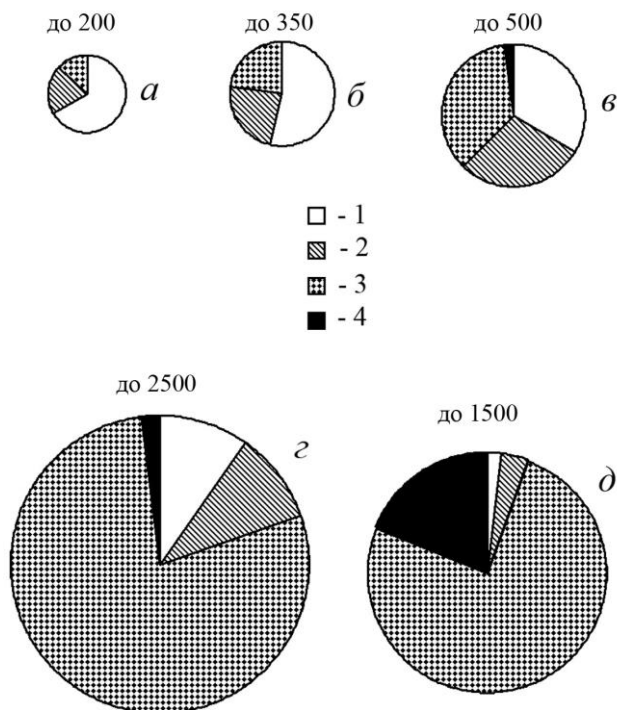 до 200
до 350
до 500
а
б
в
- 1
- 2
- 3
- 4
до 2500
до 1500
г
д